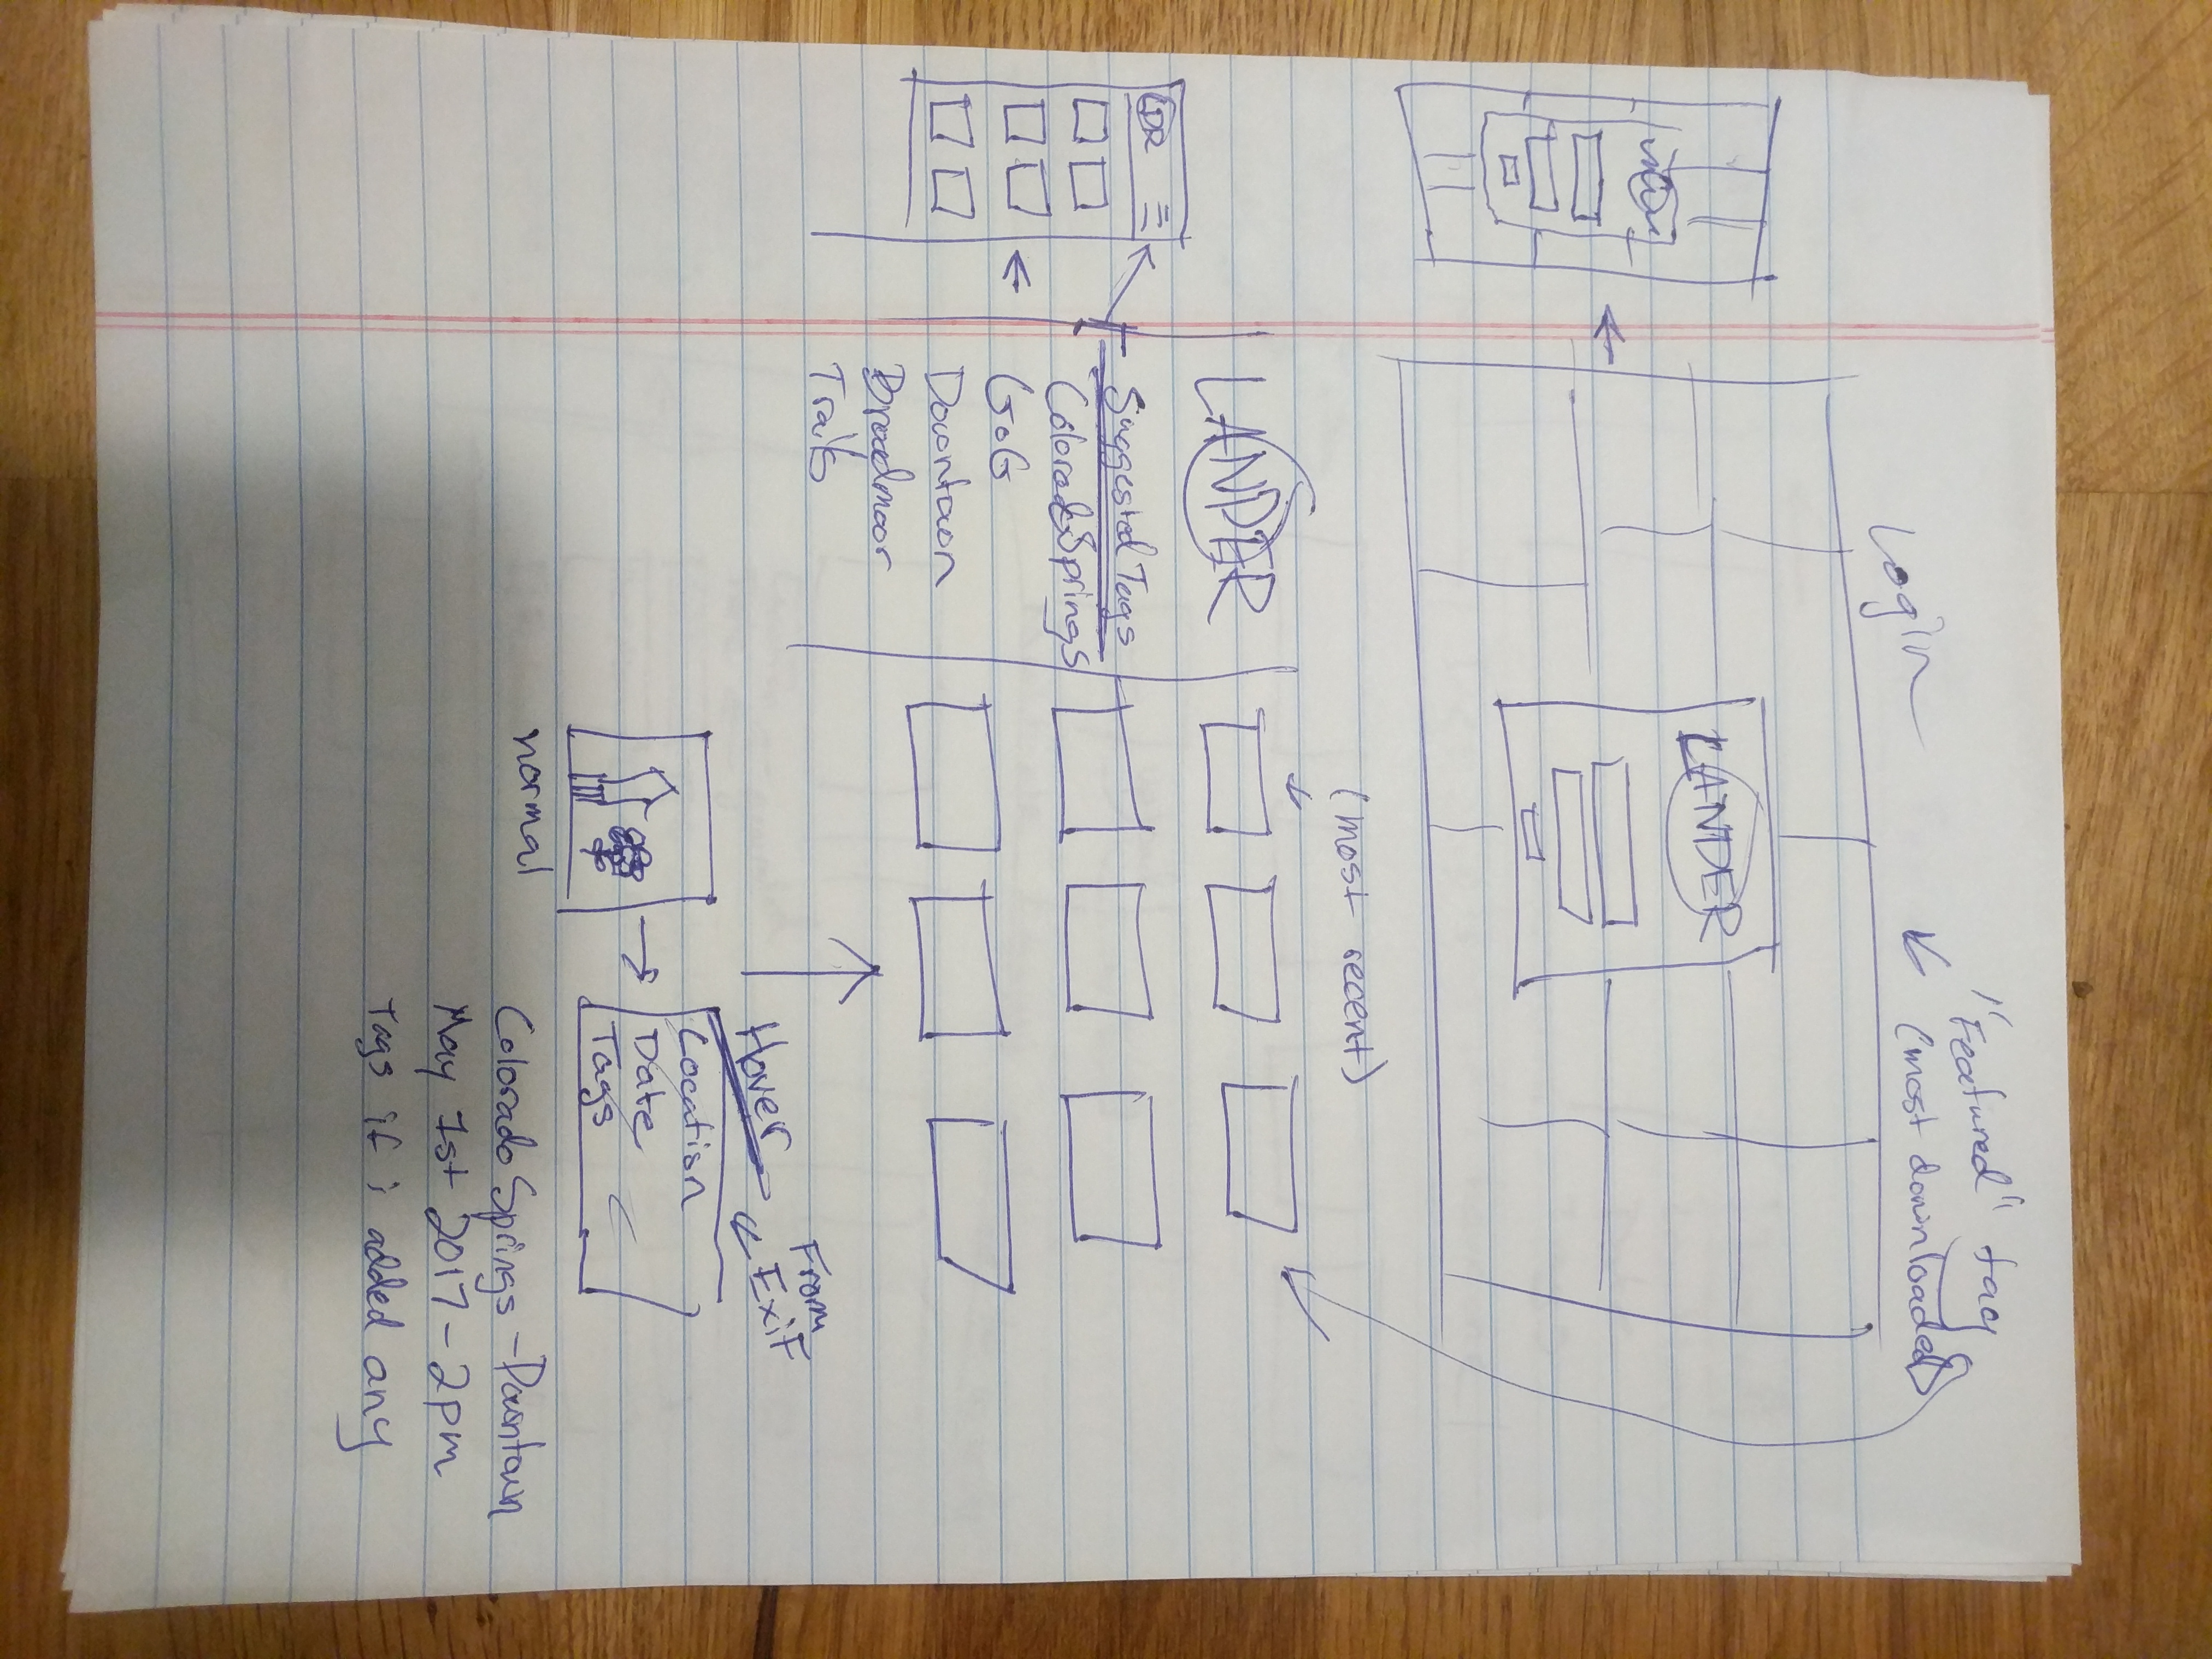 Login
"Featured" tag
(most downloaded)
LANDER
(most recent)
LANDER
Suggested Tags
Colorado Springs
GoG
Downtown
Broadmoor
Trails
LDR
From
Hover
Exif
Location
Date
Tags
normal
Colorado Springs - Downtown
May 1st 2017 - 2pm
Tags if i added any